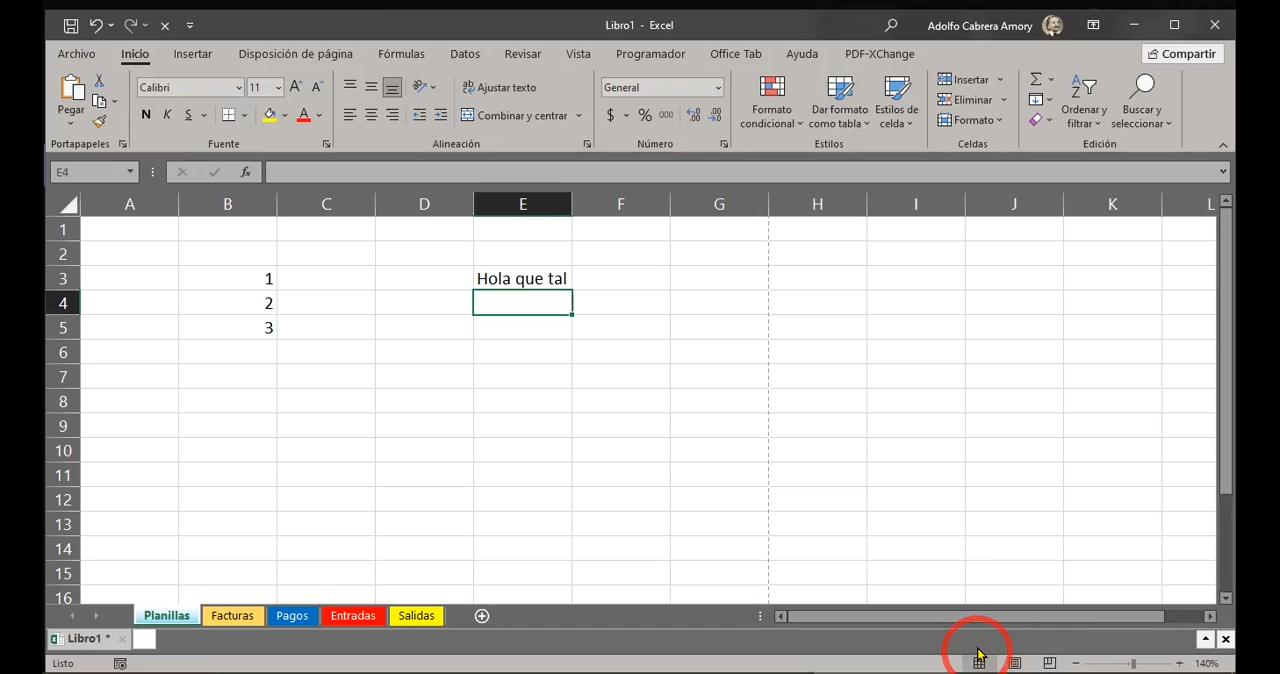 Libro1 - Excel
Adolfo Cabrera Amory
Archivo Inicio Insertar Disposición de página Fórmulas Datos Revisar Vista Programador Office Tab Ayuda PDF-XChange Compartir
Pegar
Calibri 11
N K S
Ajustar texto
Combinar y centrar
General
$ % 000
Formato condicional
Dar formato como tabla
Estilos de celda
Insertar
Eliminar
Formato
Ordenar y filtrar
Buscar y seleccionar
Portapapeles Fuente Alineación Número Estilos Celdas Edición
E4 fx
A B C D E F G H I J K L
1
2
3 1 Hola que tal
4 2
5 3
6
7
8
9
10
11
12
13
14
15
16
Planillas Facturas Pagos Entradas Salidas
Libro1 *
Listo 140%